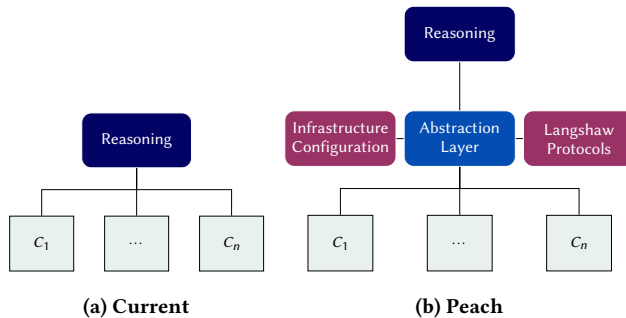 Reasoning
Reasoning
Infrastructure
Configuration
Abstraction
Layer
Langshaw
Protocols
C1
...
Cn
C1
...
Cn
(a) Current
(b) Peach